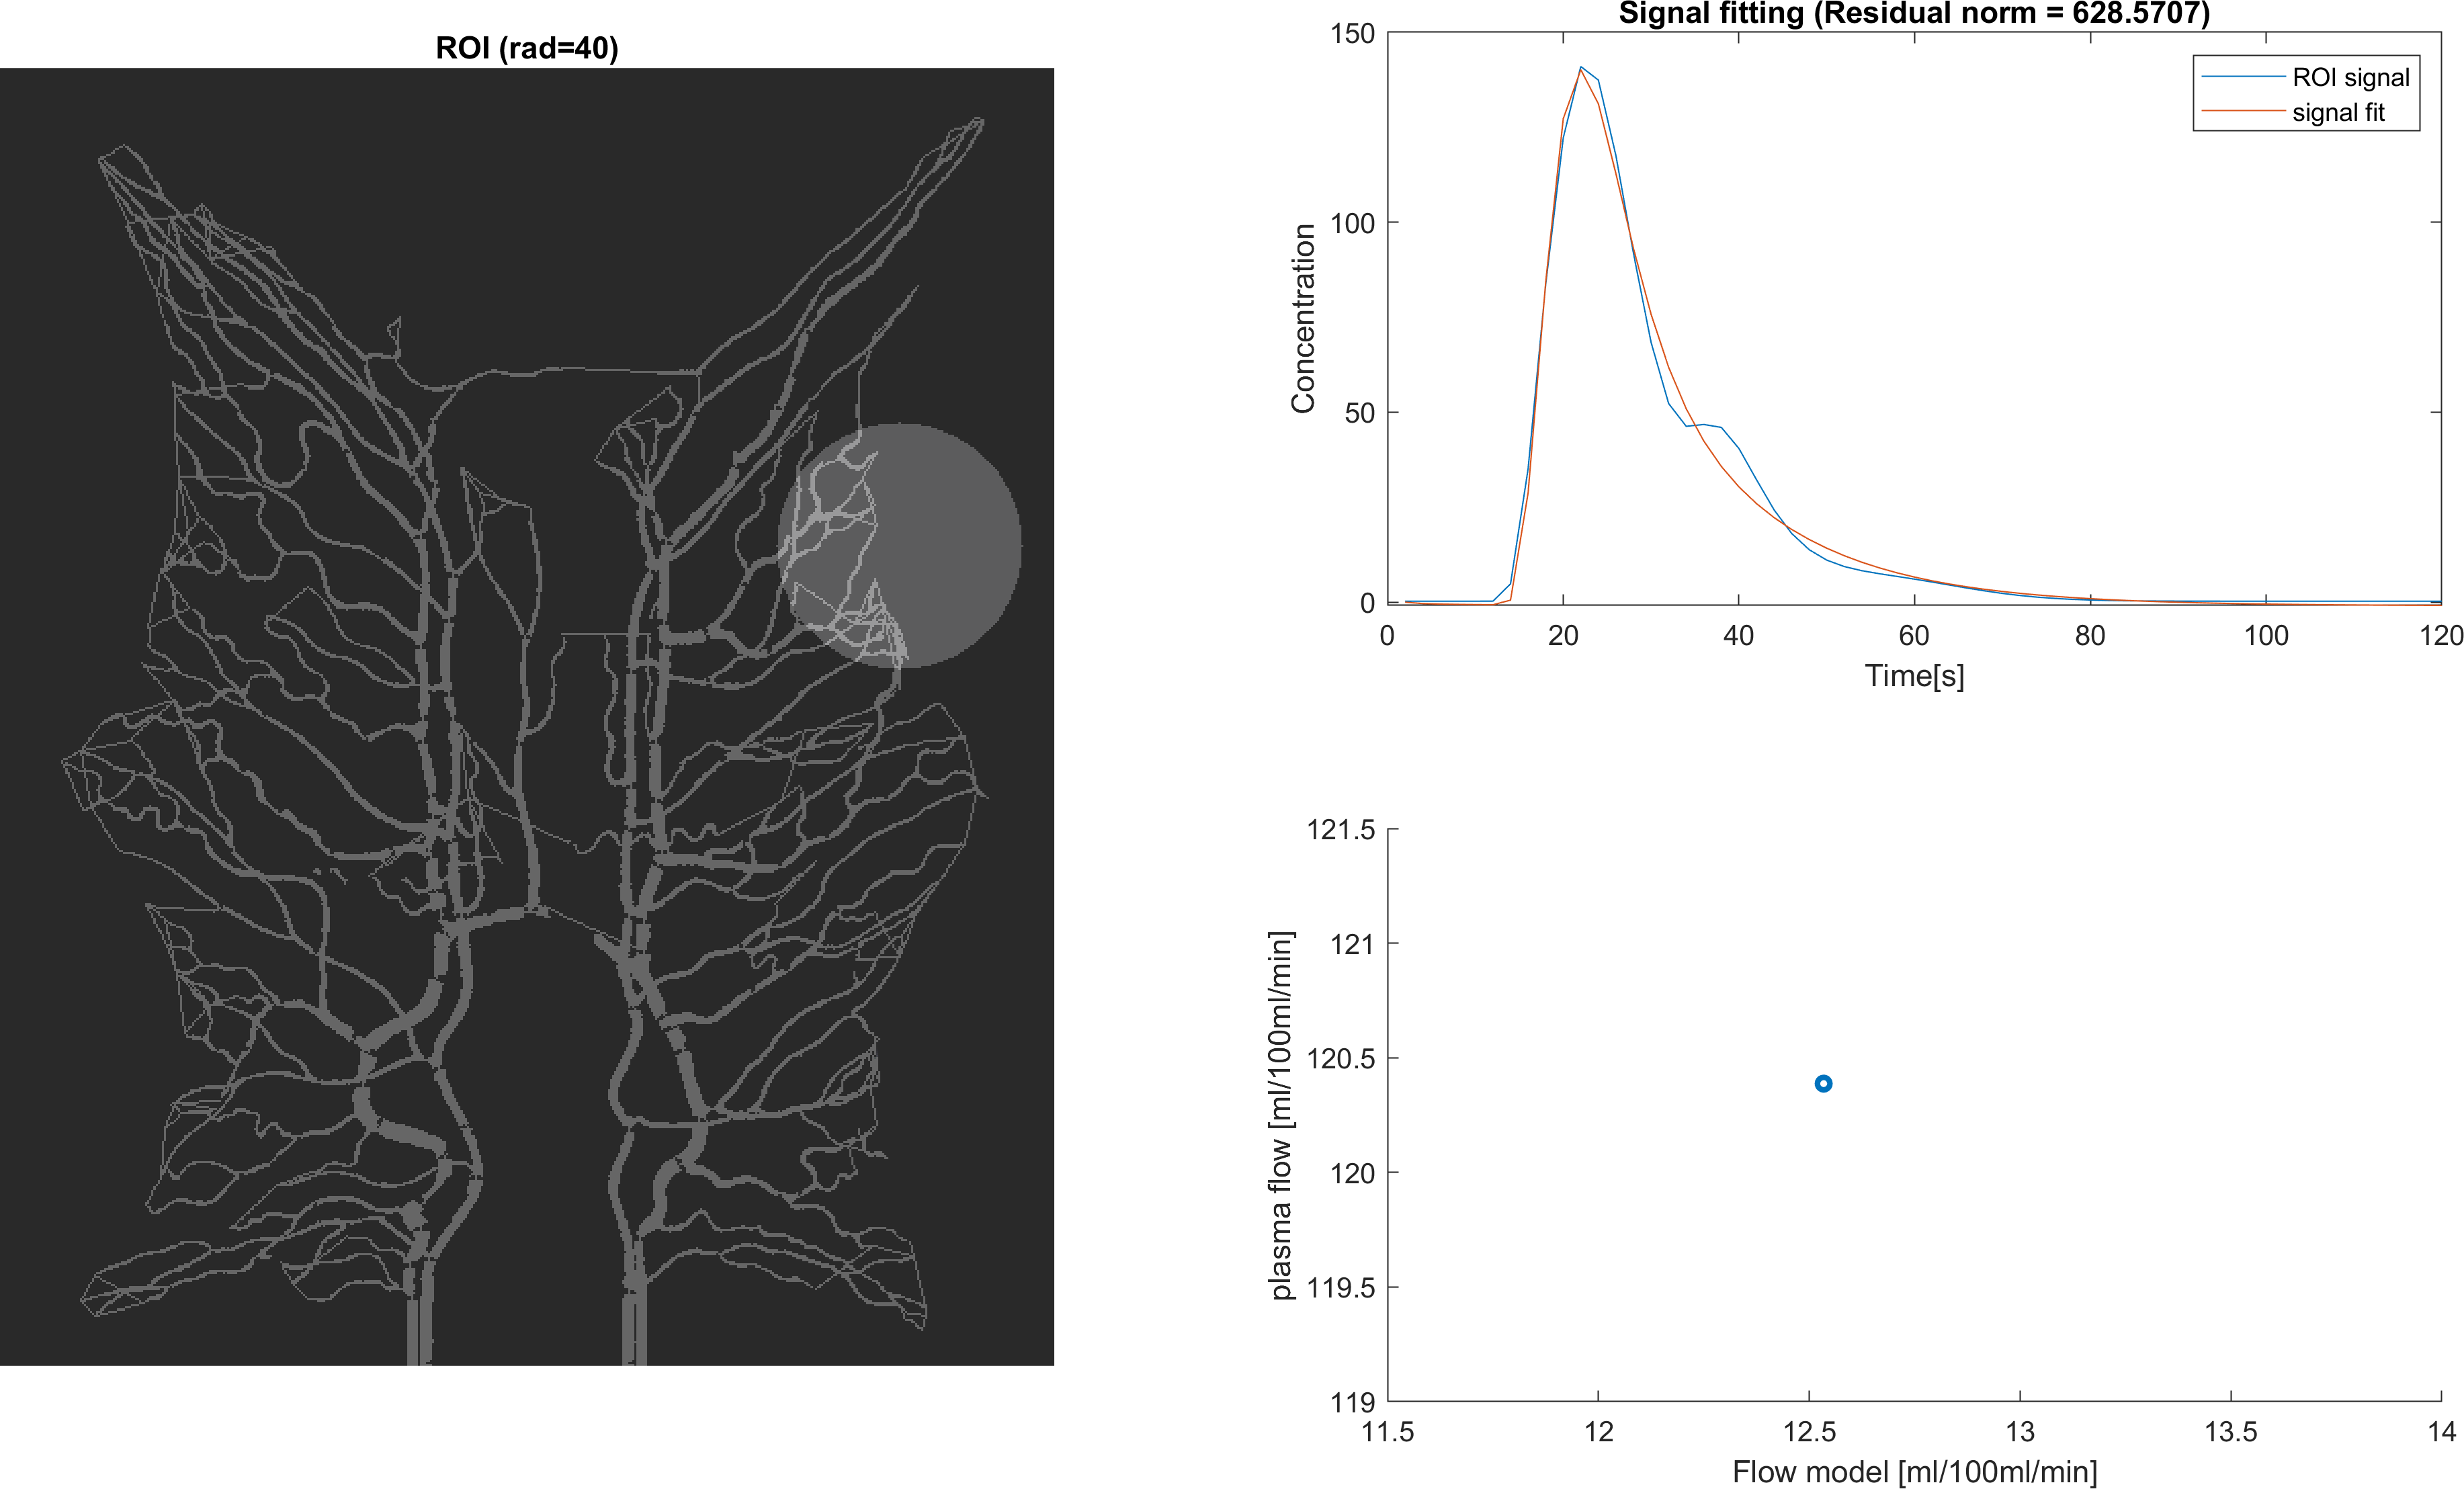 ROI (rad=40)
Signal fitting (Residual norm = 628.5707)
150
100
50
0
Concentration
ROI signal
signal fit
0 20 40 60 80 100 120
Time[s]
121.5
121
120.5
120
119.5
119
plasma flow [ml/100ml/min]
11.5 12 12.5 13 13.5 14
Flow model [ml/100ml/min]